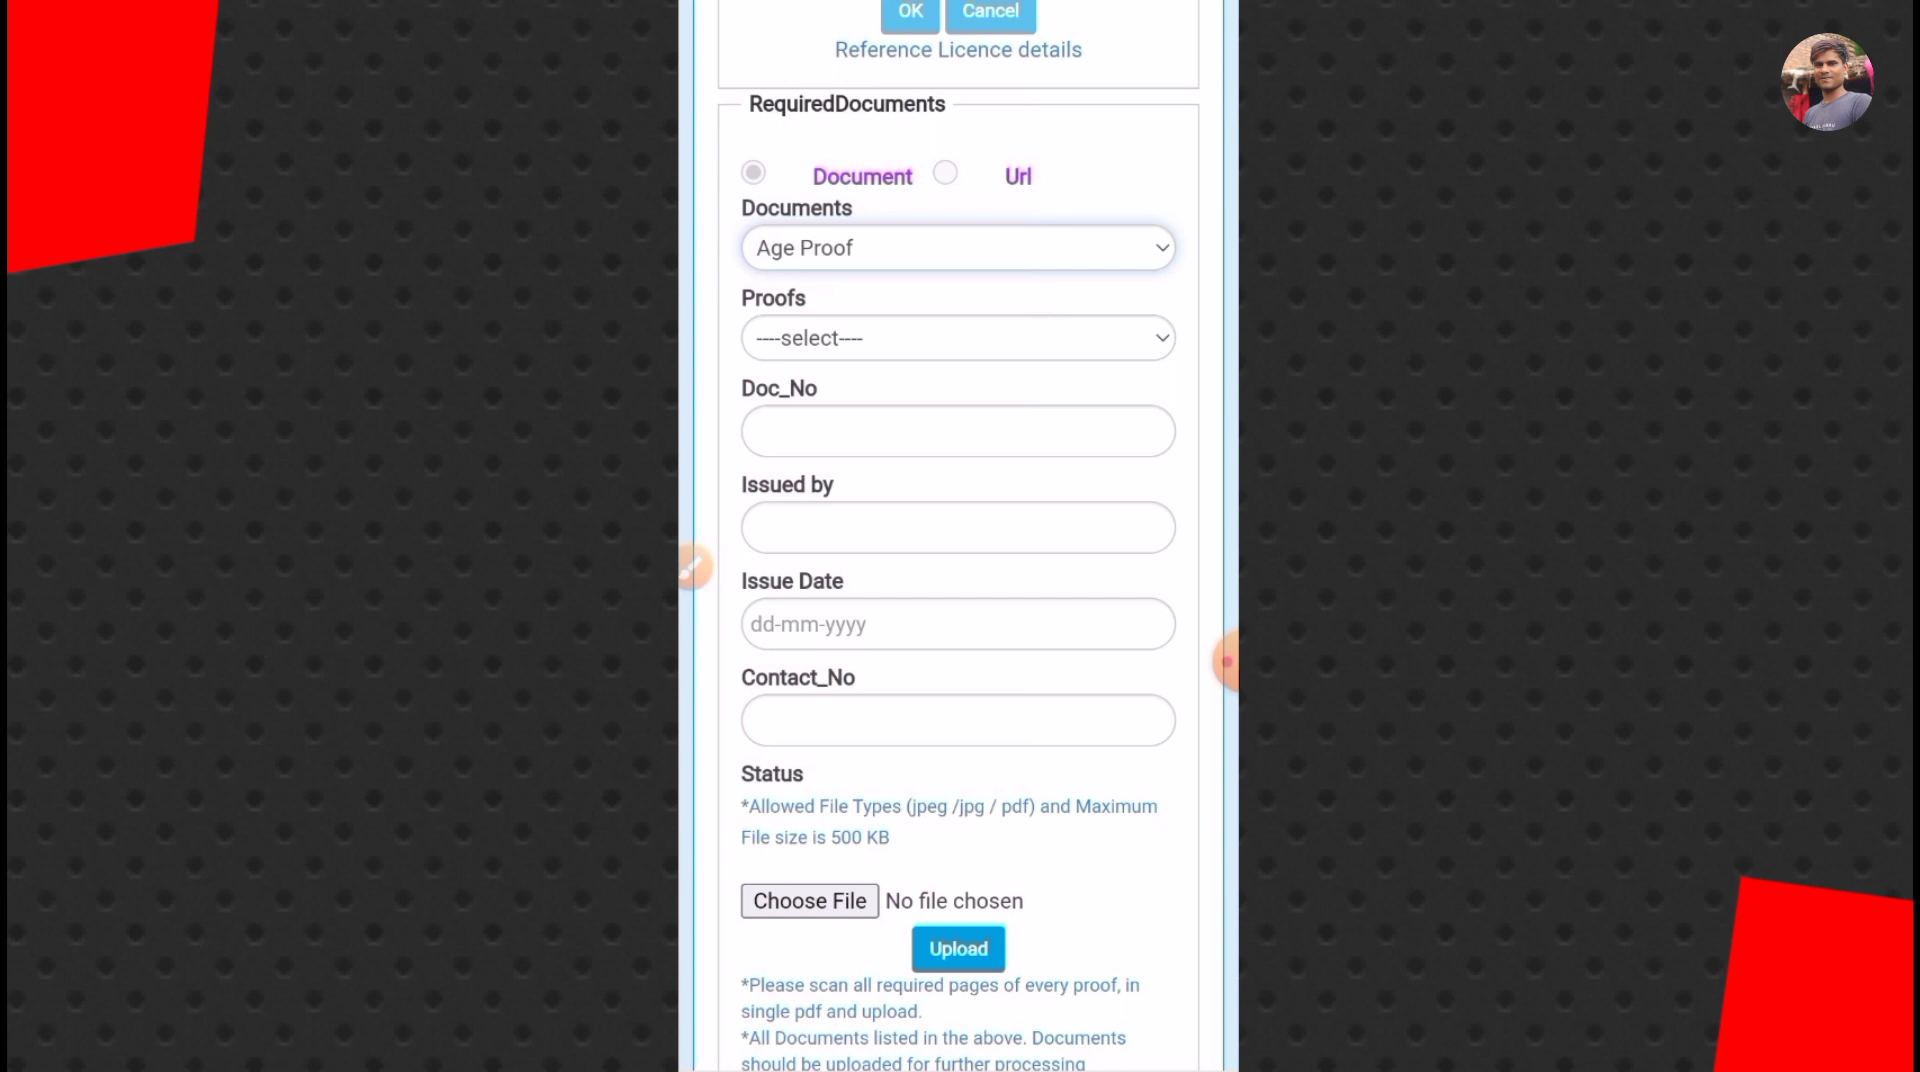 OK Cancel
Reference Licence details
RequiredDocuments
Document Url
Documents
Age Proof
Proofs
----select----
Doc_No
Issued by
Issue Date
dd-mm-yyyy
Contact_No
Status
*Allowed File Types (jpeg /jpg / pdf) and Maximum
File size is 500 KB
Choose File No file chosen
Upload
*Please scan all required pages of every proof, in
single pdf and upload.
*All Documents listed in the above. Documents
should be uploaded for further processing